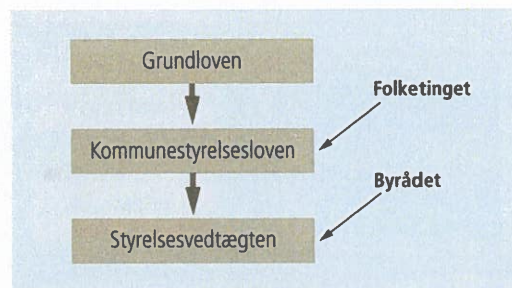 Grundloven
Folketinget
Kommunestyrelsesloven
Byrådet
Styrelsesvedtægten